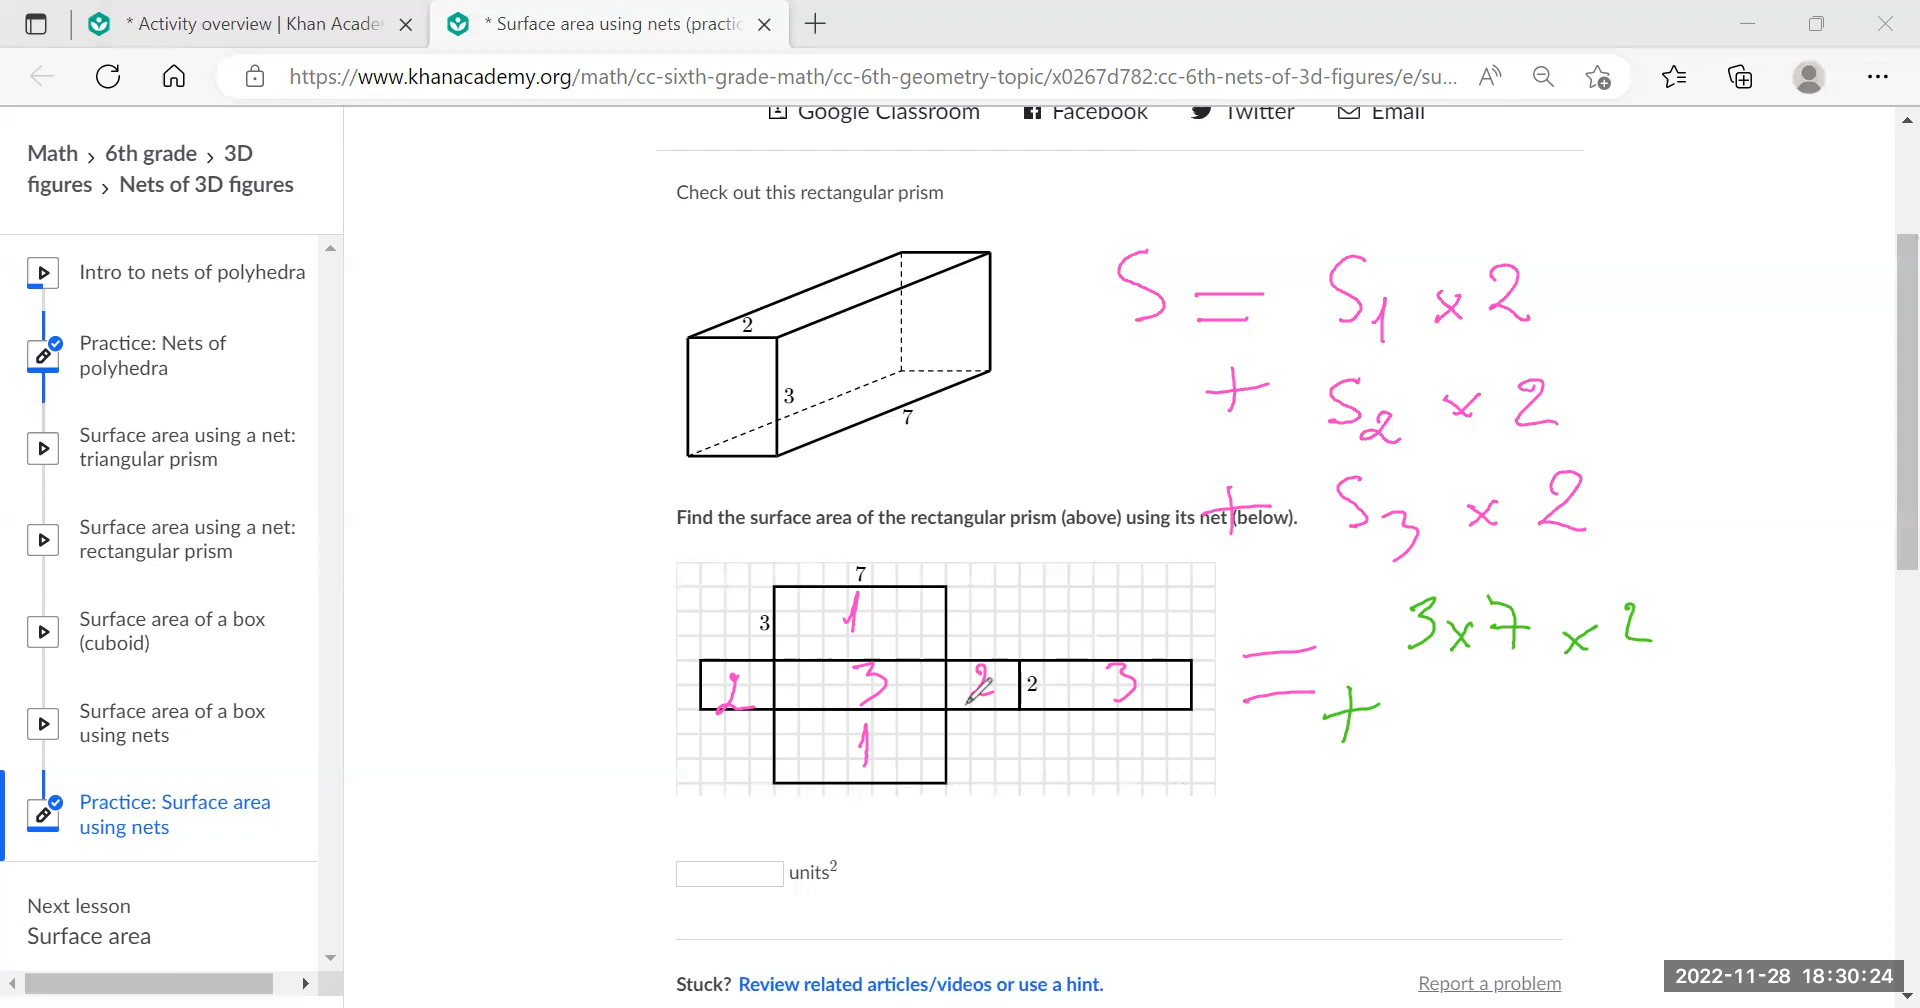 * Activity overview | Khan Acade
* Surface area using nets (practic
https://www.khanacademy.org/math/cc-sixth-grade-math/cc-6th-geometry-topic/x0267d782:cc-6th-nets-of-3d-figures/e/su...
Google Classroom Facebook Twitter Email
Math › 6th grade › 3D
figures › Nets of 3D figures
Intro to nets of polyhedra
Practice: Nets of
polyhedra
Surface area using a net:
triangular prism
Surface area using a net:
rectangular prism
Surface area of a box
(cuboid)
Surface area of a box
using nets
Practice: Surface area
using nets
Next lesson
Surface area
Check out this rectangular prism
2
3
7
S = S1 x 2
+ S2 x 2
+ S3 x 2
Find the surface area of the rectangular prism (above) using its net (below).
7
3
1
2 3 2 2 3
1
= 3x7 x 2
+
units²
Stuck? Review related articles/videos or use a hint.
Report a problem
2022-11-28 18:30:24